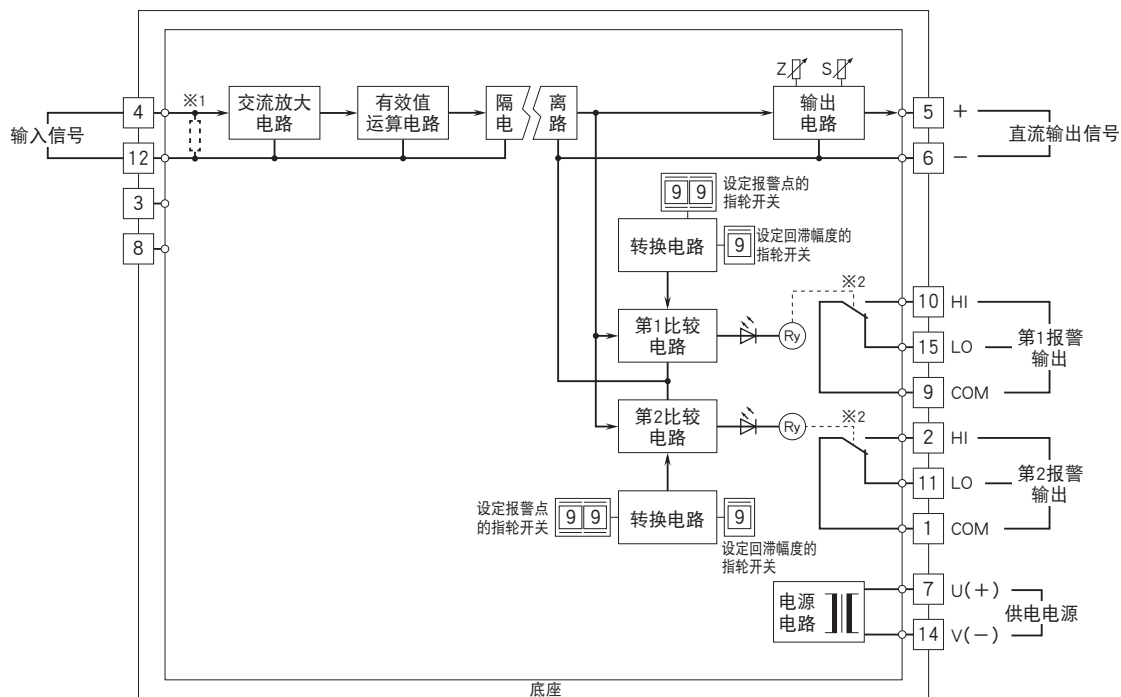 Z S
※1
4
交流放大
电路
有效值
运算电路
隔 离
电 路
输出
电路
5 +
输入信号
直流输出信号
12
6 −
3
9 9
设定报警点的
指轮开关
8
转换电路
9
设定回滞幅度的
指轮开关
※2
10 HI
第1比较
电路
Ry
15 LO
第1报警
输出
9 COM
第2比较
电路
Ry
※2
2 HI
11 LO
第2报警
输出
设定报警点
的指轮开关
9 9
转换电路
9
1 COM
设定回滞幅度的
指轮开关
电源
电路
7 U(+)
供电电源
14 V(−)
底座